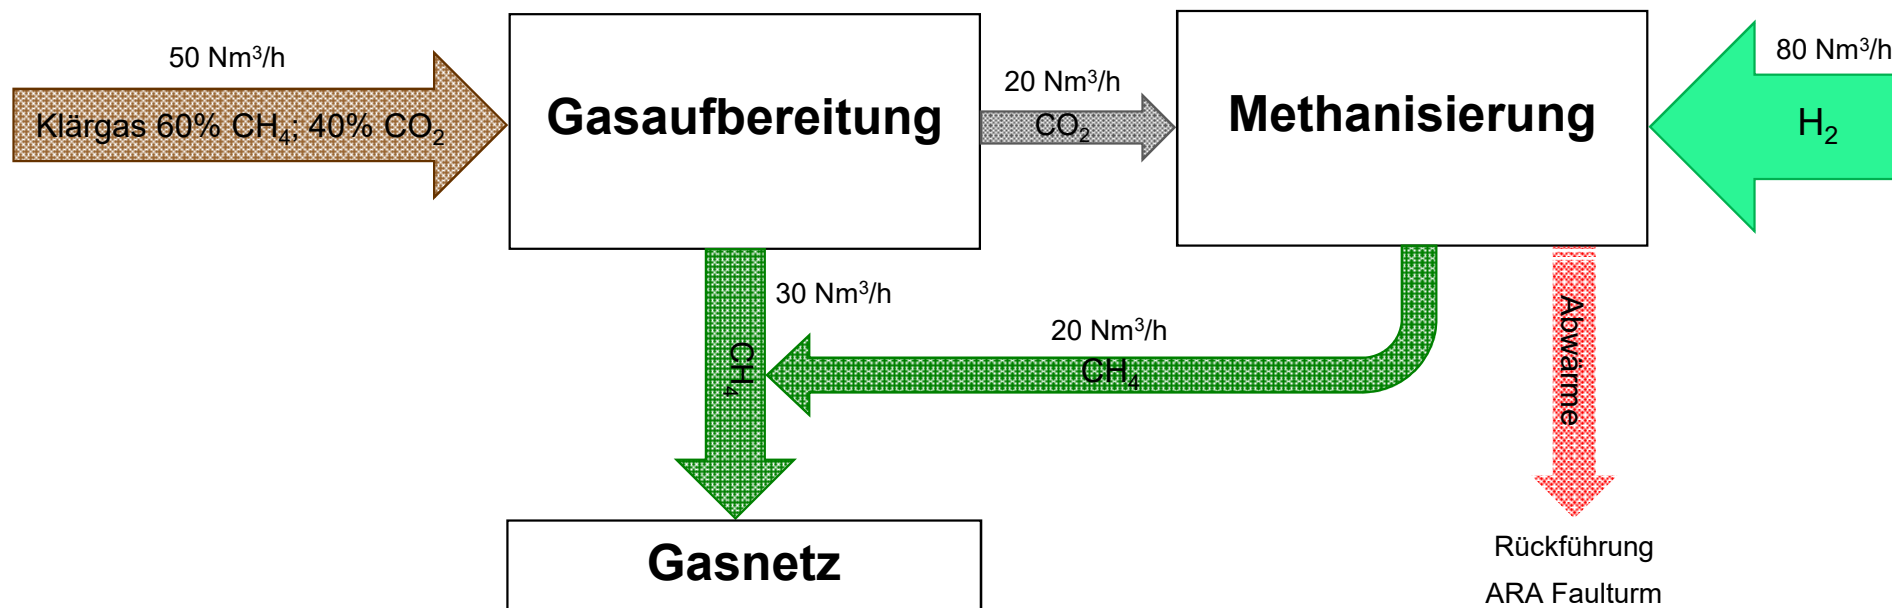 50 Nm³/h
Klärgas 60% CH₄; 40% CO₂
Gasaufbereitung
20 Nm³/h
CO₂
Methanisierung
80 Nm³/h
H₂
30 Nm³/h
CH₄
20 Nm³/h
CH₄
Abwärme
Gasnetz
Rückführung
ARA Faulturm